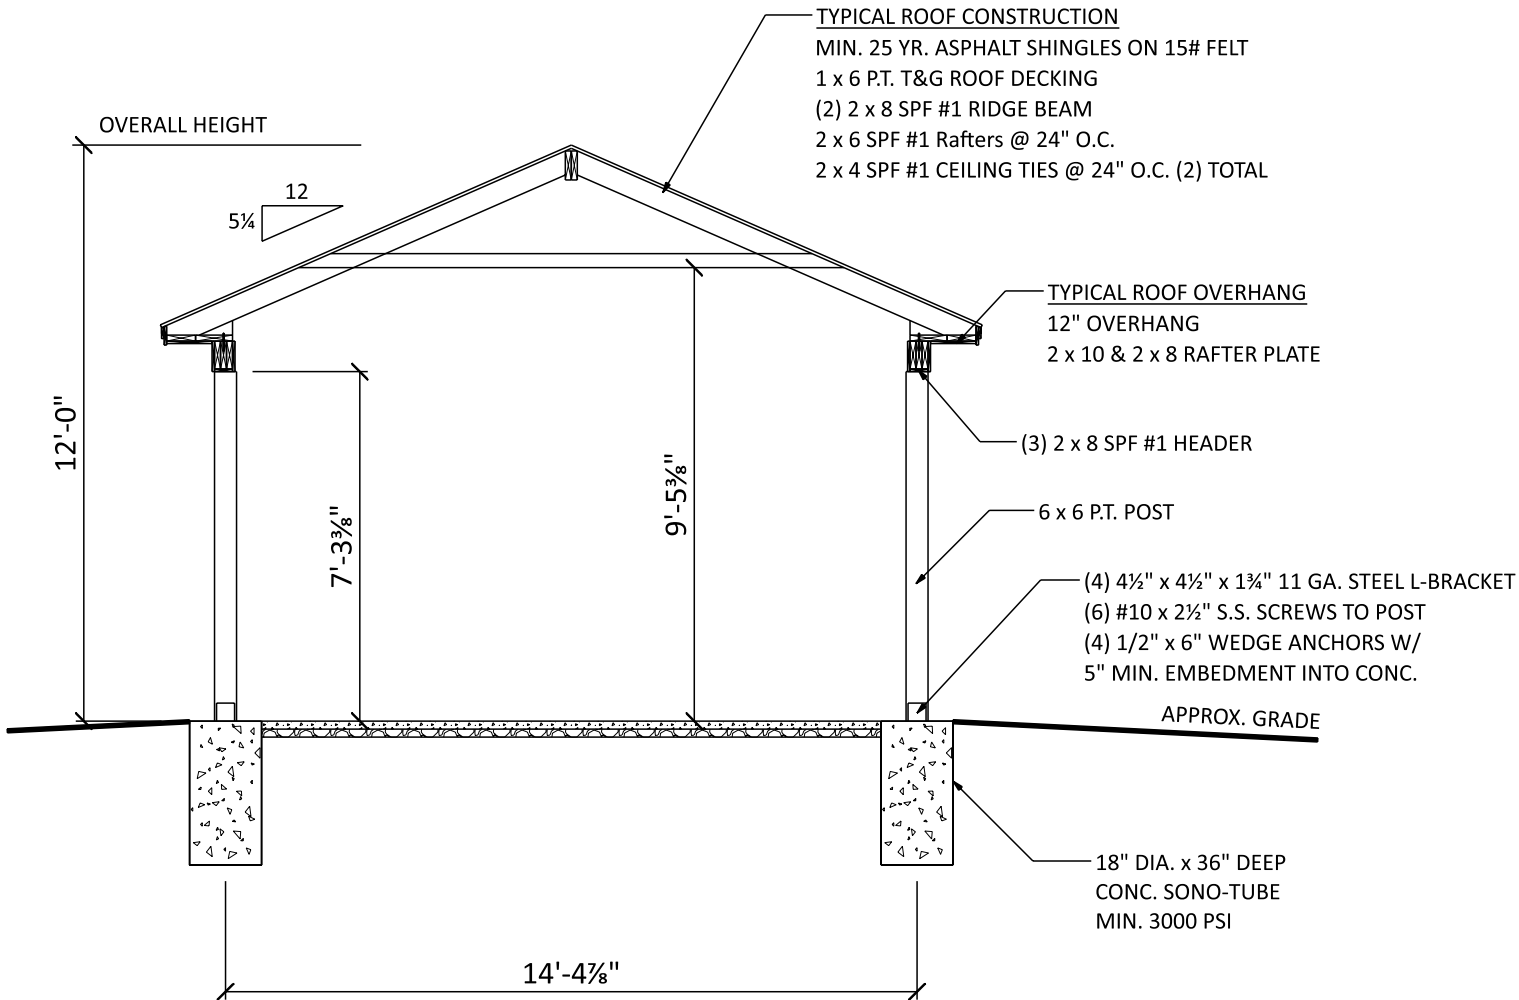 TYPICAL ROOF CONSTRUCTION
MIN. 25 YR. ASPHALT SHINGLES ON 15# FELT
1 x 6 P.T. T&G ROOF DECKING
(2) 2 x 8 SPF #1 RIDGE BEAM
2 x 6 SPF #1 Rafters @ 24" O.C.
2 x 4 SPF #1 CEILING TIES @ 24" O.C. (2) TOTAL
OVERALL HEIGHT
12
5¼
TYPICAL ROOF OVERHANG
12" OVERHANG
2 x 10 & 2 x 8 RAFTER PLATE
12'-0"
7'-3⅜"
9'-5⅜"
(3) 2 x 8 SPF #1 HEADER
6 x 6 P.T. POST
(4) 4½" x 4½" x 1¾" 11 GA. STEEL L-BRACKET
(6) #10 x 2½" S.S. SCREWS TO POST
(4) 1/2" x 6" WEDGE ANCHORS W/
5" MIN. EMBEDMENT INTO CONC.
APPROX. GRADE
18" DIA. x 36" DEEP
CONC. SONO-TUBE
MIN. 3000 PSI
14'-4⅞"